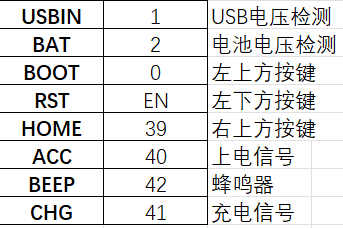 USBIN 1 USB电压检测
BAT 2 电池电压检测
BOOT 0 左上方按键
RST EN 左下方按键
HOME 39 右上方按键
ACC 40 上电信号
BEEP 42 蜂鸣器
CHG 41 充电信号